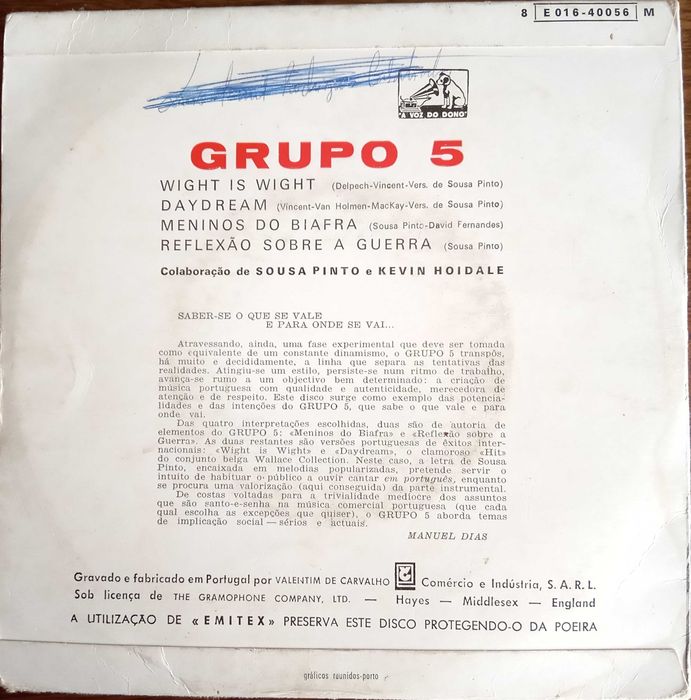 8 E 016-40056 M
"A VOZ DO DONO"
GRUPO 5
WIGHT IS WIGHT (Delpech-Vincent-Vers. de Sousa Pinto)
DAYDREAM (Vincent-Van Holmen-MacKay-Vers. de Sousa Pinto)
MENINOS DO BIAFRA (Sousa Pinto-David Fernandes)
REFLEXÃO SOBRE A GUERRA (Sousa Pinto)
Colaboração de SOUSA PINTO e KEVIN HOIDALE
SABER-SE O QUE SE VALE
E PARA ONDE SE VAI...
Atravessando, ainda, uma fase experimental que deve ser tomada
como equivalente de um constante dinamismo, o GRUPO 5 transpôs,
há muito e decididamente, a linha que separa as tentativas das
realidades. Atingiu-se um estilo, persiste-se num ritmo de trabalho,
avança-se rumo a um objectivo bem determinado: a criação de
música portuguesa com qualidade e autenticidade, merecedora de
atenção e de respeito. Este disco surge como exemplo das potencia-
lidades e das intenções do GRUPO 5, que sabe o que vale e para
onde vai.
Das quatro interpretações escolhidas, duas são de autoria de
elementos do GRUPO 5: «Meninos do Biafra» e «Reflexão sobre a
Guerra». As duas restantes são versões portuguesas de êxitos inter-
nacionais: «Wight is Wight» e «Daydream», o clamoroso «Hit»
do conjunto belga Wallace Collection. Neste caso, a letra de Sousa
Pinto, encaixada em melodias popularizadas, pretende servir o
intuito de habituar o público a ouvir cantar em português, enquanto
se procura uma valorização (aqui conseguida) da parte instrumental.
De costas voltadas para a trivialidade medíocre dos assuntos
que são santo-e-senha na música comercial portuguesa (que cada
qual escolha as excepções que quiser), o GRUPO 5 aborda temas
de implicação social — sérios e actuais.
MANUEL DIAS
Gravado e fabricado em Portugal por VALENTIM DE CARVALHO Comércio e Indústria, S. A. R. L.
Sob licença de THE GRAMOPHONE COMPANY, LTD. — Hayes — Middlesex — England
A UTILIZAÇÃO DE «EMITEX» PRESERVA ESTE DISCO PROTEGENDO-O DA POEIRA
gráficos reunidos-porto